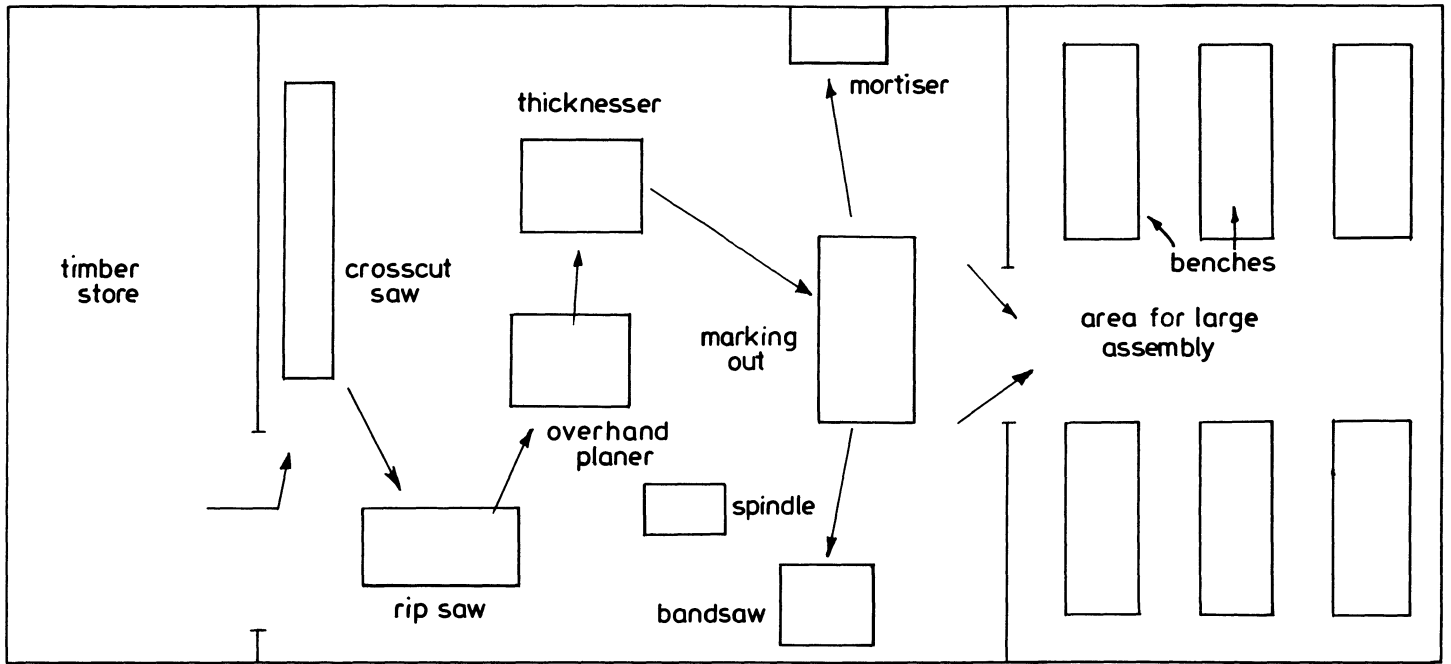 mortiser
thicknesser
timber
store
crosscut
saw
benches
area for large
assembly
marking
out
overhand
planer
spindle
rip saw
bandsaw